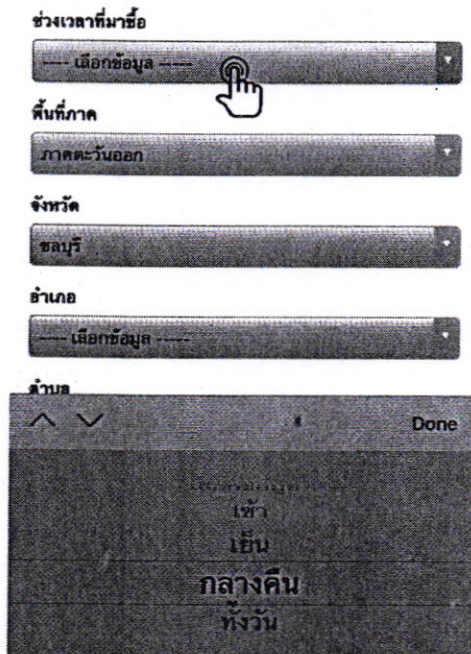 ช่วงเวลาที่มาซื้อ
---- เลือกข้อมูล -----
พื้นที่ภาค
ภาคตะวันออก
จังหวัด
ชลบุรี
อำเภอ
---- เลือกข้อมูล -----
ตำบล
Done
เช้า
เย็น
กลางคืน
ทั้งวัน